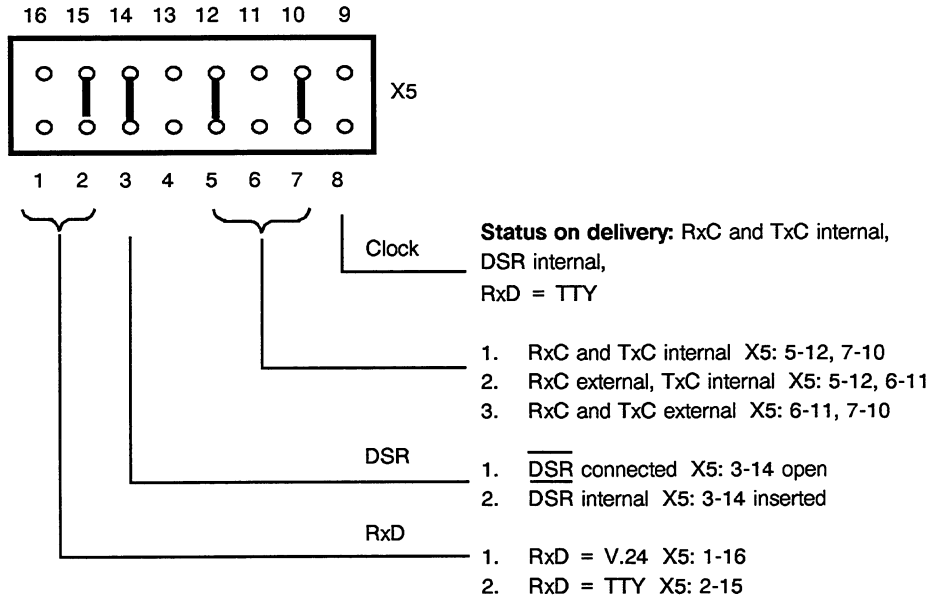 16 15 14 13 12 11 10 9
X5
1 2 3 4 5 6 7 8
Clock
Status on delivery: RxC and TxC internal,
DSR internal,
RxD = TTY
1. RxC and TxC internal X5: 5-12, 7-10
2. RxC external, TxC internal X5: 5-12, 6-11
3. RxC and TxC external X5: 6-11, 7-10
DSR
1. DSR connected X5: 3-14 open
2. DSR internal X5: 3-14 inserted
RxD
1. RxD = V.24 X5: 1-16
2. RxD = TTY X5: 2-15